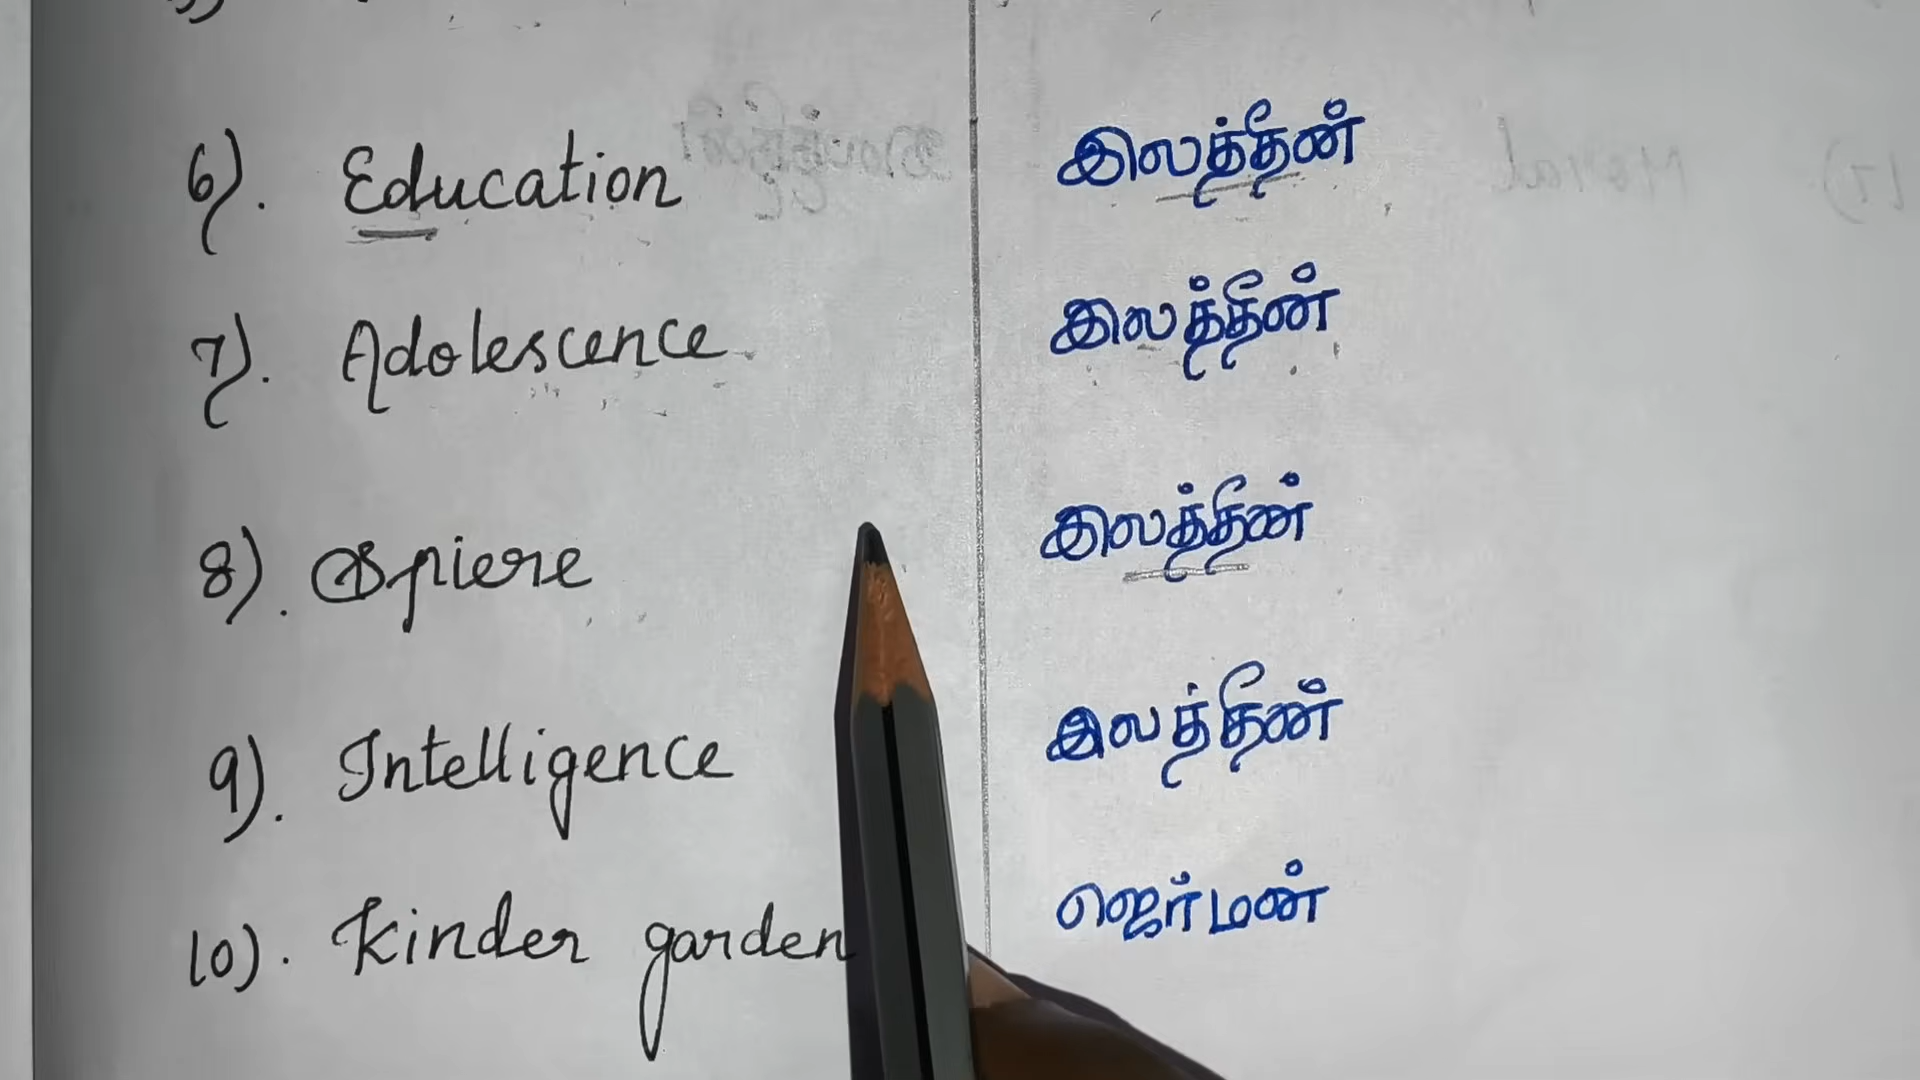 6). Education இலத்தீன்
7). Adolescence இலத்தீன்
8). Spiere இலத்தீன்
9). Intelligence இலத்தீன்
10). Kinder garden ஜெர்மன்